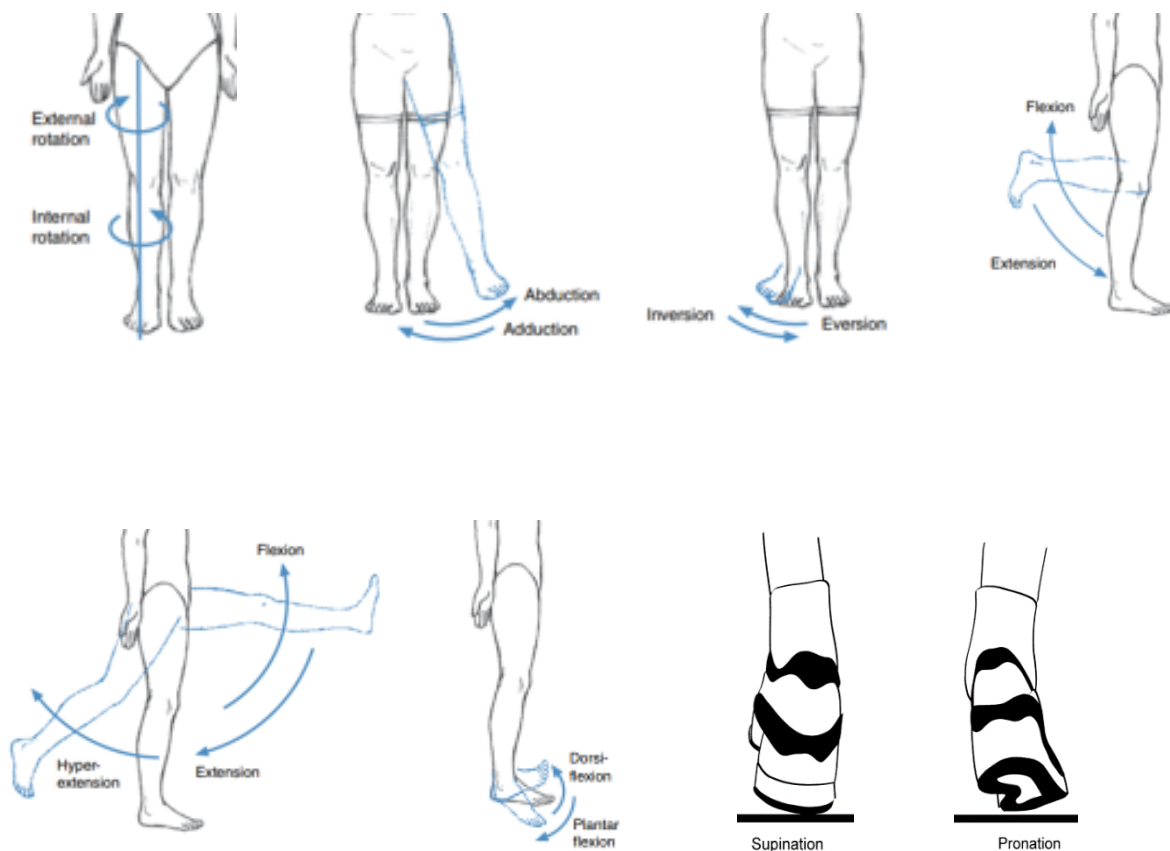 External
rotation
Internal
rotation
Abduction
Adduction
Inversion
Eversion
Flexion
Extension
Flexion
Hyper-
extension
Extension
Dorsi-
flexion
Plantar
flexion
Supination
Pronation